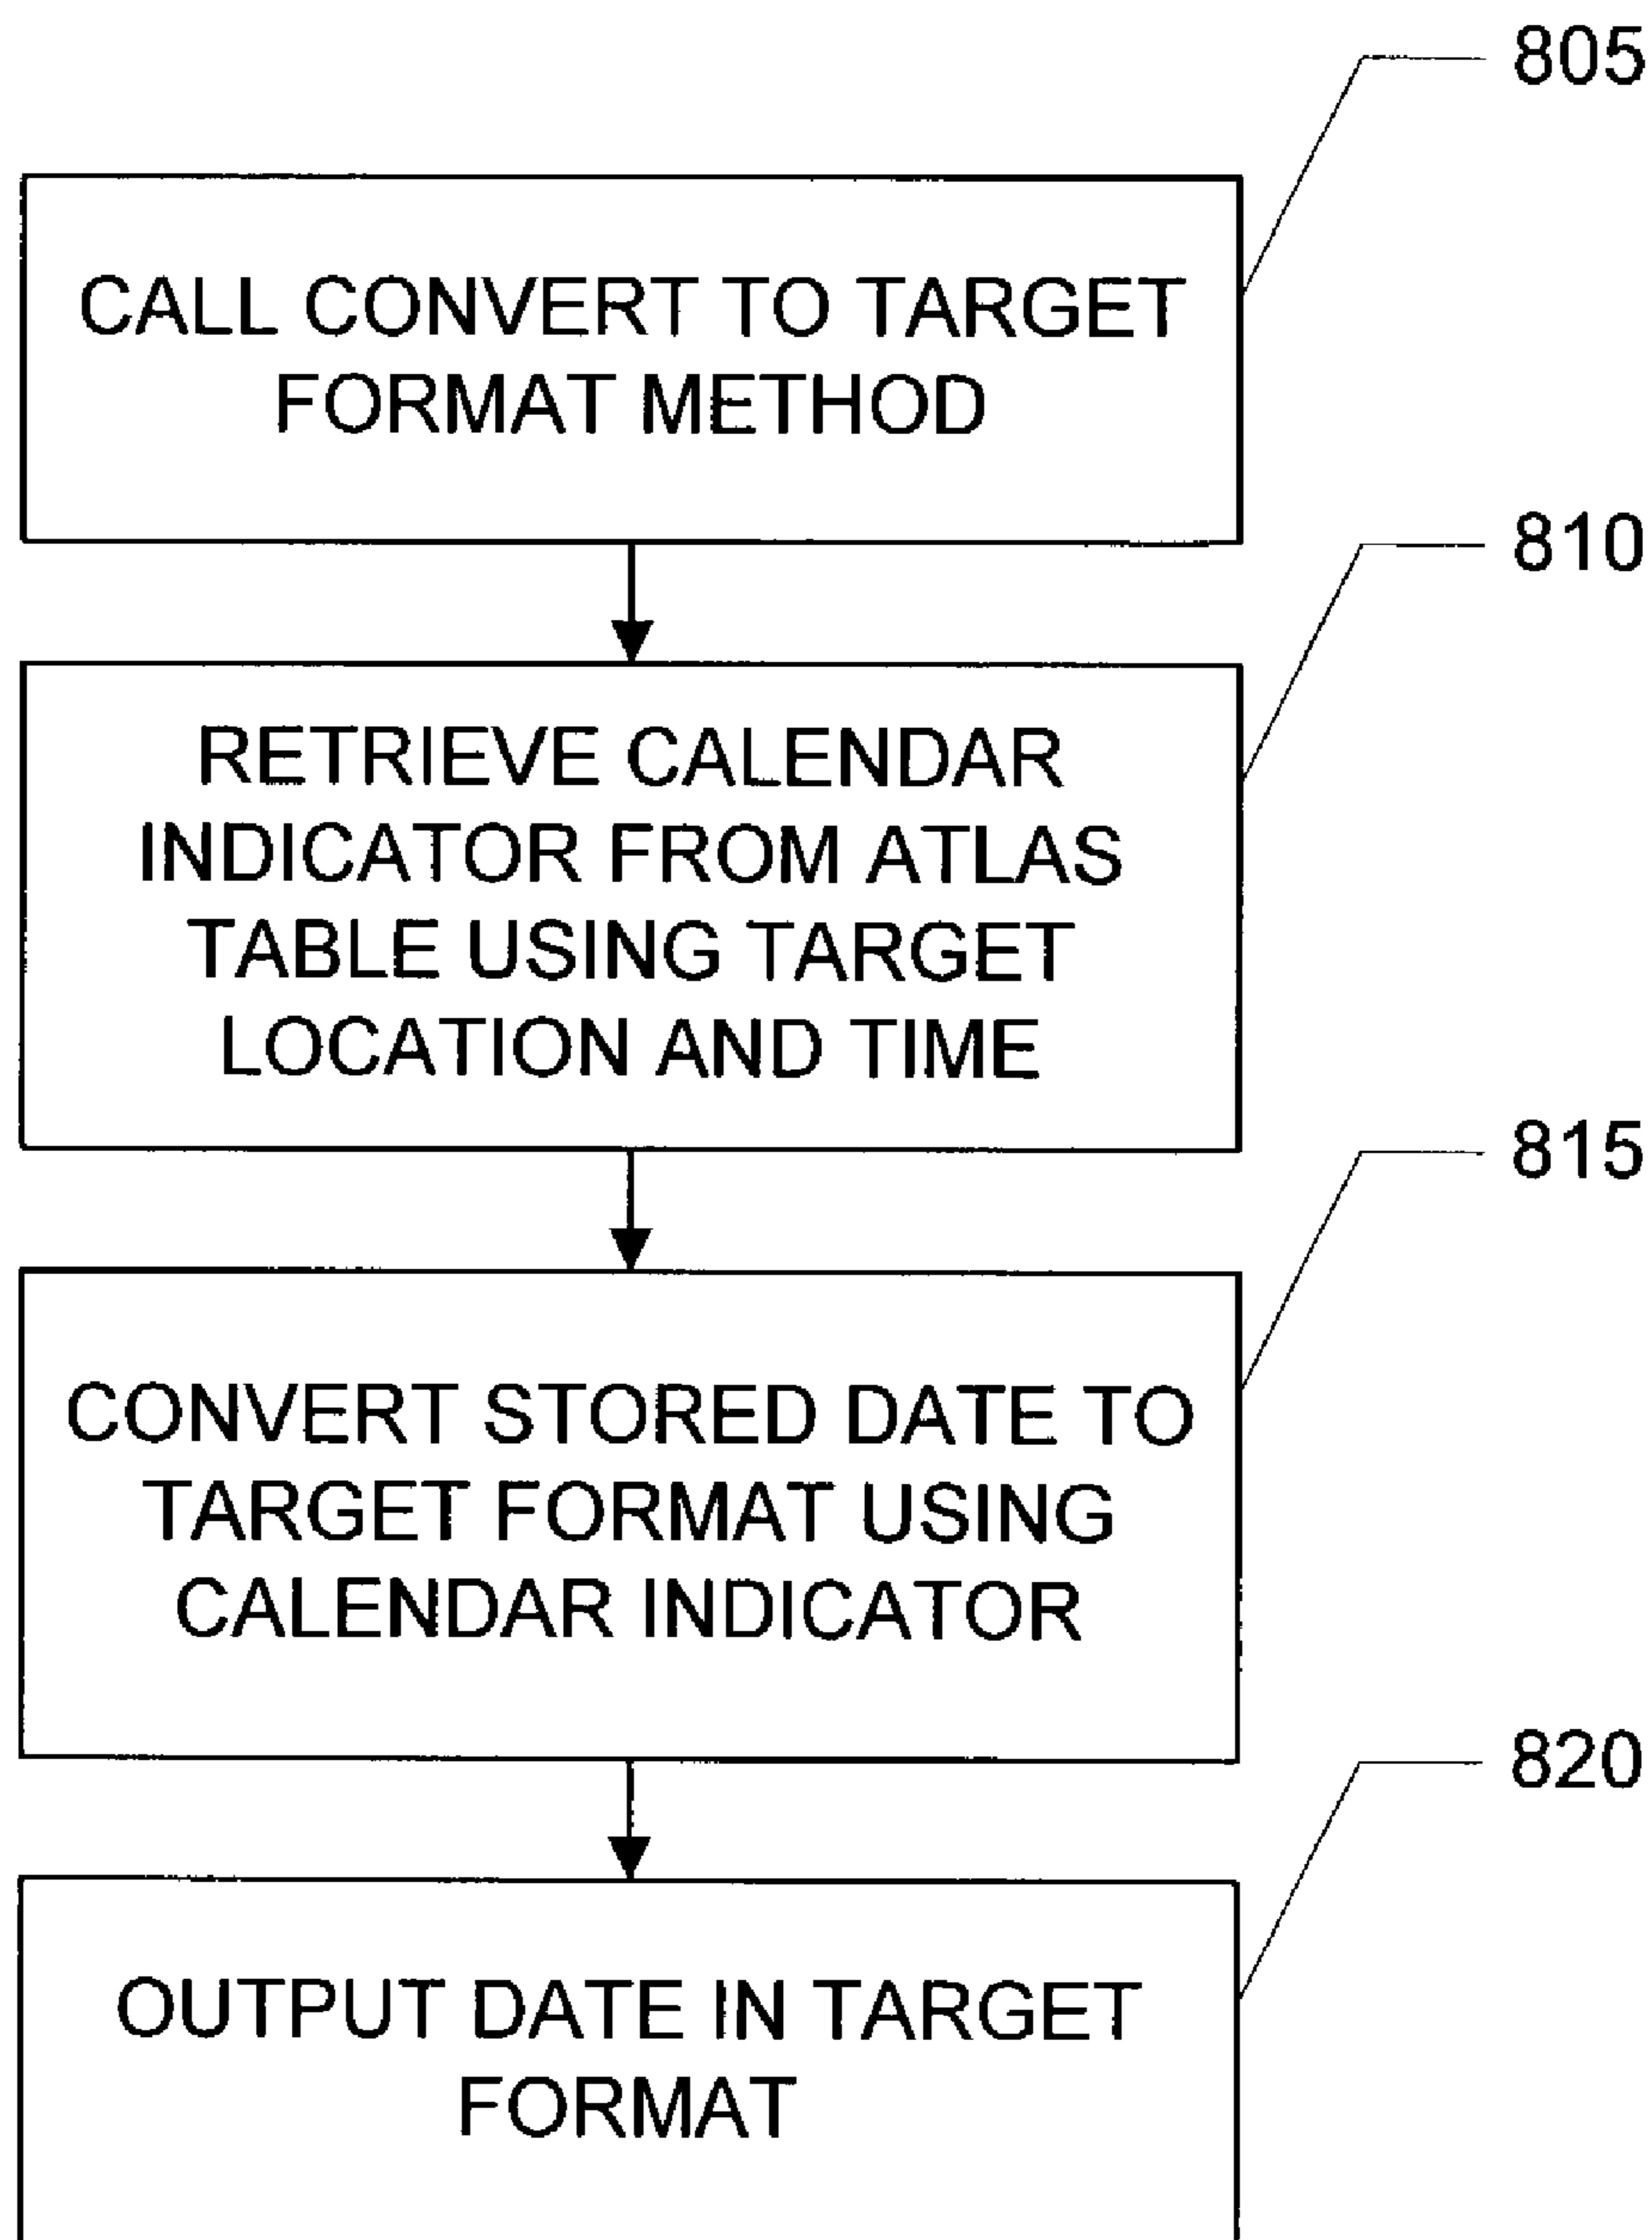 805
CALL CONVERT TO TARGET
FORMAT METHOD
810
RETRIEVE CALENDAR
INDICATOR FROM ATLAS
TABLE USING TARGET
LOCATION AND TIME
815
CONVERT STORED DATE TO
TARGET FORMAT USING
CALENDAR INDICATOR
820
OUTPUT DATE IN TARGET
FORMAT